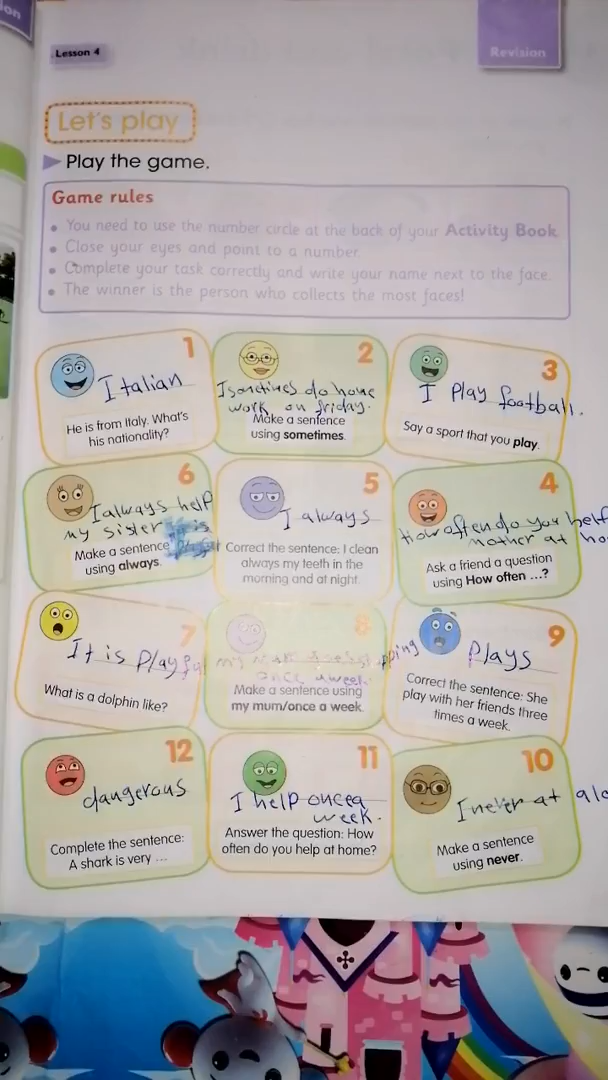 Lesson 4
Revision
Let's play
Play the game.
Game rules
• You need to use the number circle at the back of your Activity Book
• Close your eyes and point to a number.
• Complete your task correctly and write your name next to the face.
• The winner is the person who collects the most faces!
1
Italian
He is from Italy. What's
his nationality?
2
I sometimes do home
work on friday.
Make a sentence
using sometimes.
3
I play football.
Say a sport that you play.
6
I always help
my sister
Make a sentence
using always.
5
I always
Correct the sentence: I clean
always my teeth in the
morning and at night.
4
How often do you help
mother at ho
Ask a friend a question
using How often ...?
7
It is playful
What is a dolphin like?
8
my mum shopping
once a week.
Make a sentence using
my mum/once a week.
9
plays
Correct the sentence: She
play with her friends three
times a week.
12
dangerous
Complete the sentence:
A shark is very ...
11
I help once a
week.
Answer the question: How
often do you help at home?
10
I never at
Make a sentence
using never.